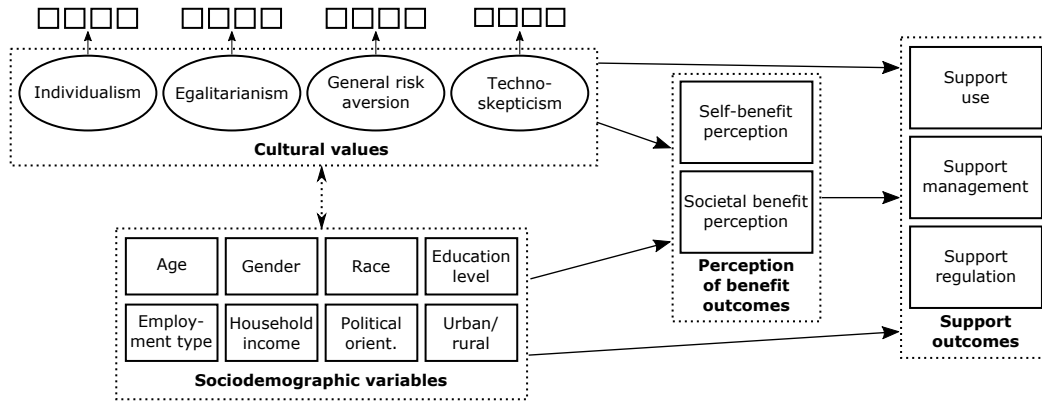 Individualism
Egalitarianism
General risk
aversion
Techno-
skepticism
Cultural values
Age
Gender
Race
Education
level
Employ-
ment type
Household
income
Political
orient.
Urban/
rural
Sociodemographic variables
Self-benefit
perception
Societal benefit
perception
Perception
of benefit
outcomes
Support
use
Support
management
Support
regulation
Support
outcomes